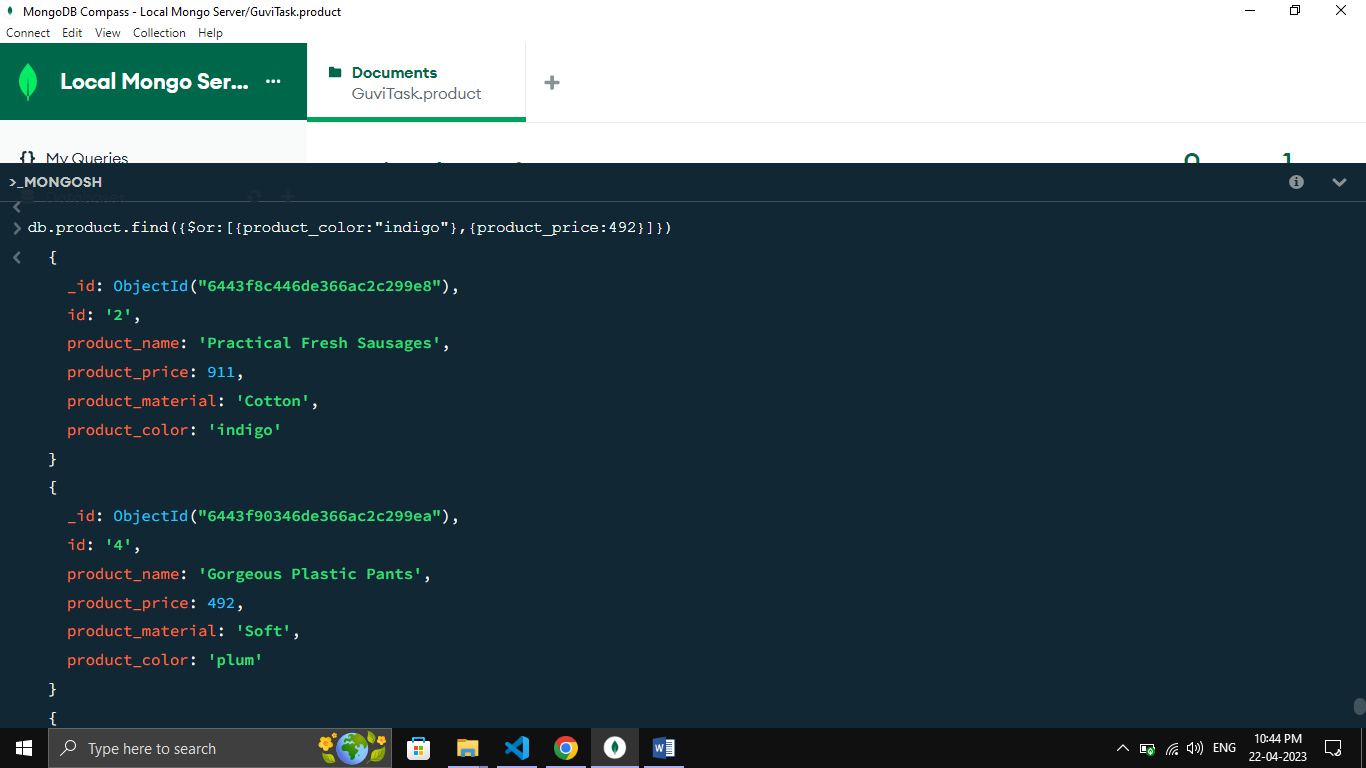 MongoDB Compass - Local Mongo Server/GuviTask.product
Connect Edit View Collection Help
Local Mongo Ser... ...
Documents
GuviTask.product
{} My Queries
>_MONGOSH
db.product.find({$or:[{product_color:"indigo"},{product_price:492}]})
{
_id: ObjectId("6443f8c446de366ac2c299e8"),
id: '2',
product_name: 'Practical Fresh Sausages',
product_price: 911,
product_material: 'Cotton',
product_color: 'indigo'
}
{
_id: ObjectId("6443f90346de366ac2c299ea"),
id: '4',
product_name: 'Gorgeous Plastic Pants',
product_price: 492,
product_material: 'Soft',
product_color: 'plum'
}
{
Type here to search
ENG
10:44 PM
22-04-2023